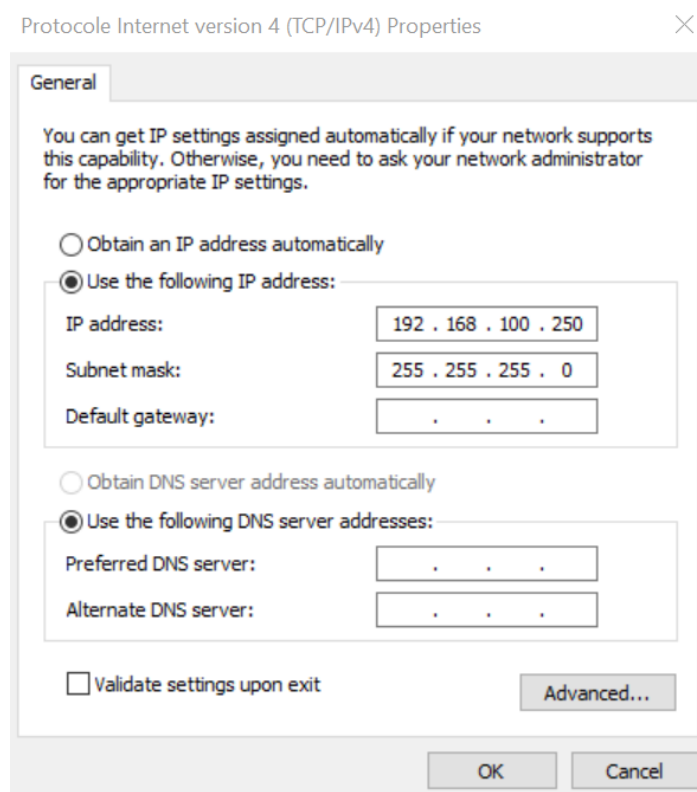 Protocole Internet version 4 (TCP/IPv4) Properties
General
You can get IP settings assigned automatically if your network supports
this capability. Otherwise, you need to ask your network administrator
for the appropriate IP settings.
Obtain an IP address automatically
Use the following IP address:
IP address: 192 . 168 . 100 . 250
Subnet mask: 255 . 255 . 255 . 0
Default gateway: . . .
Obtain DNS server address automatically
Use the following DNS server addresses:
Preferred DNS server: . . .
Alternate DNS server: . . .
Validate settings upon exit
Advanced...
OK Cancel